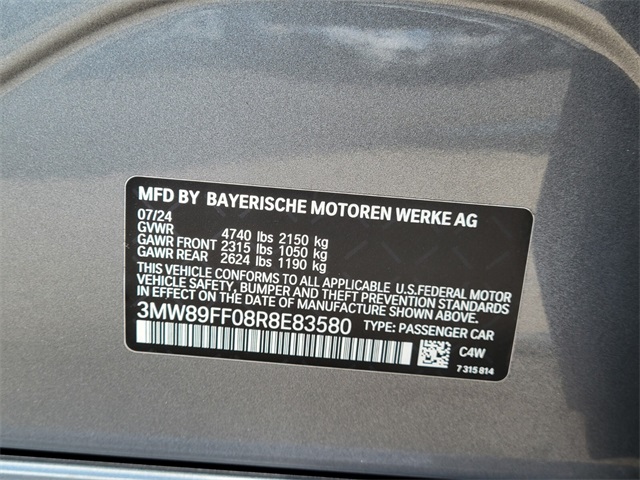 MFD BY BAYERISCHE MOTOREN WERKE AG
07/24
GVWR 4740 lbs 2150 kg
GAWR FRONT 2315 lbs 1050 kg
GAWR REAR 2624 lbs 1190 kg
THIS VEHICLE CONFORMS TO ALL APPLICABLE U.S.FEDERAL MOTOR
VEHICLE SAFETY, BUMPER AND THEFT PREVENTION STANDARDS
IN EFFECT ON THE DATE OF MANUFACTURE SHOWN ABOVE.
3MW89FF08R8E83580 TYPE: PASSENGER CAR
C4W
7 315 814